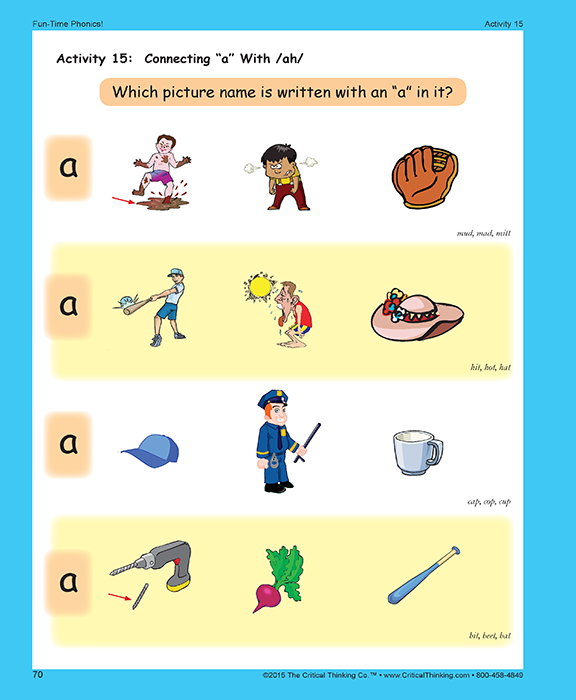 Fun-Time Phonics! Activity 15
Activity 15: Connecting “a” With /ah/
Which picture name is written with an “a” in it?
a
mud, mad, mitt
a
hit, hot, hat
a
cap, cop, cup
a
bit, beet, bat
70 ©2015 The Critical Thinking Co.™ • www.CriticalThinking.com • 800-458-4849